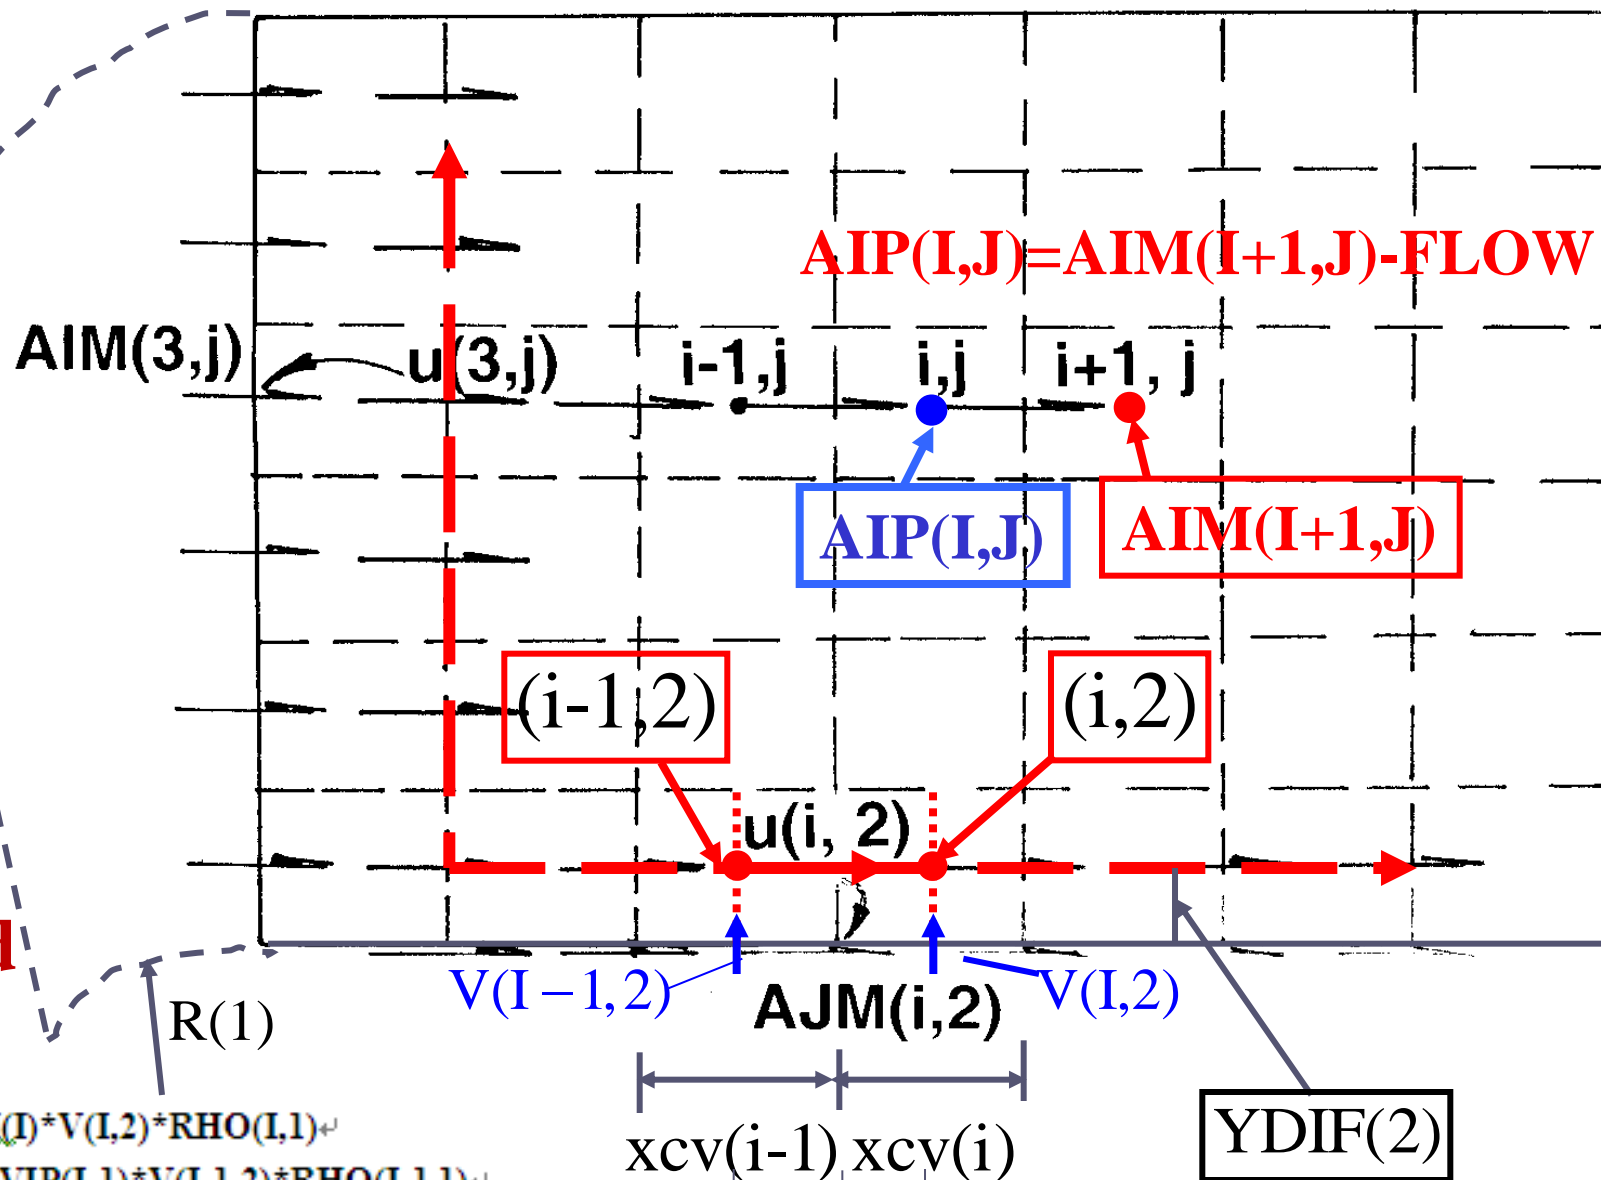 AIP(I,J)=AIM(I+1,J)-FLOW
AIM(3,j)
u(3,j)
i-1,j
i,j
i+1, j
AIP(I,J)
AIM(I+1,J)
(i-1,2)
(i,2)
u(i, 2)
d
V(I−1,2)
AJM(i,2)
V(I,2)
R(1)
(I)*V(I,2)*RHO(I,1)↵
xcv(i-1)
xcv(i)
YDIF(2)